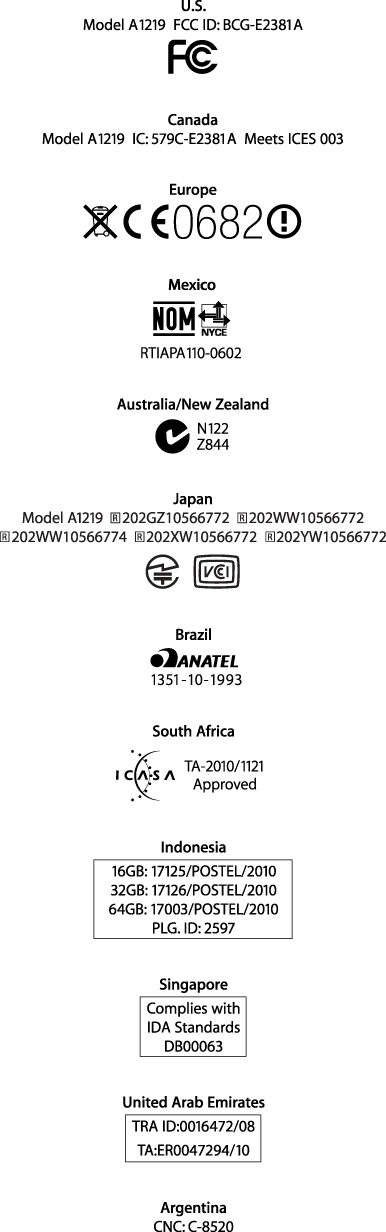 U.S.
Model A1219 FCC ID: BCG-E2381A
FC
Canada
Model A1219 IC: 579C-E2381A Meets ICES 003
Europe
CE0682
Mexico
NOM NYCE
RTIAPA110-0602
Australia/New Zealand
N122
Z844
Japan
Model A1219 🅁202GZ10566772 🅁202WW10566772
🅁202WW10566774 🅁202XW10566772 🅁202YW10566772
VCI
Brazil
ANATEL
1351-10-1993
South Africa
ICASA
TA-2010/1121
Approved
Indonesia
16GB: 17125/POSTEL/2010
32GB: 17126/POSTEL/2010
64GB: 17003/POSTEL/2010
PLG. ID: 2597
Singapore
Complies with
IDA Standards
DB00063
United Arab Emirates
TRA ID:0016472/08
TA:ER0047294/10
Argentina
CNC: C-8520